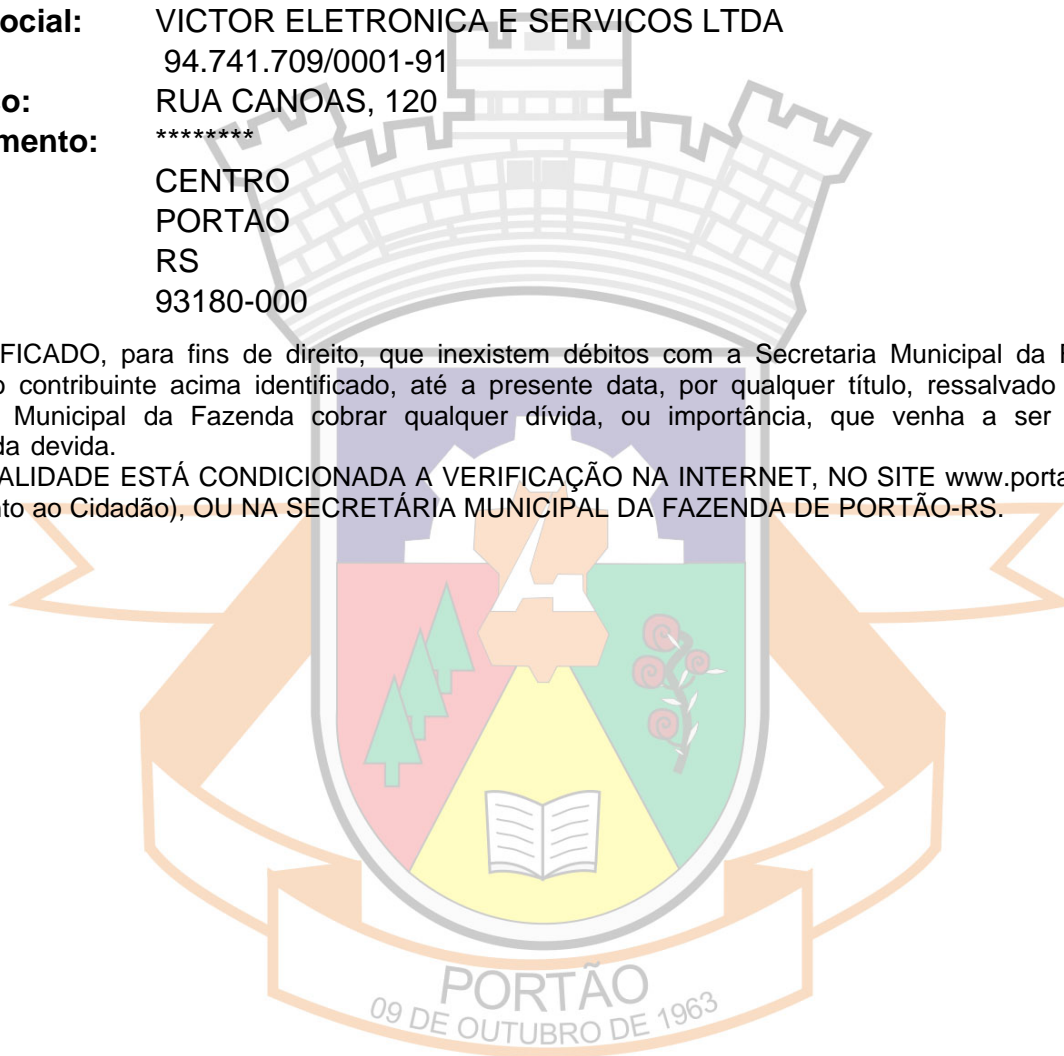 ocial: VICTOR ELETRONICA E SERVICOS LTDA
94.741.709/0001-91
o: RUA CANOAS, 120
mento: ********
CENTRO
PORTAO
RS
93180-000
FICADO, para fins de direito, que inexistem débitos com a Secretaria Municipal da
o contribuinte acima identificado, até a presente data, por qualquer título, ressalvado
Municipal da Fazenda cobrar qualquer dívida, ou importância, que venha a ser
da devida.
ALIDADE ESTÁ CONDICIONADA A VERIFICAÇÃO NA INTERNET, NO SITE www.porta
nto ao Cidadão), OU NA SECRETÁRIA MUNICIPAL DA FAZENDA DE PORTÃO-RS.
PORTÃO
09 DE OUTUBRO DE 1963